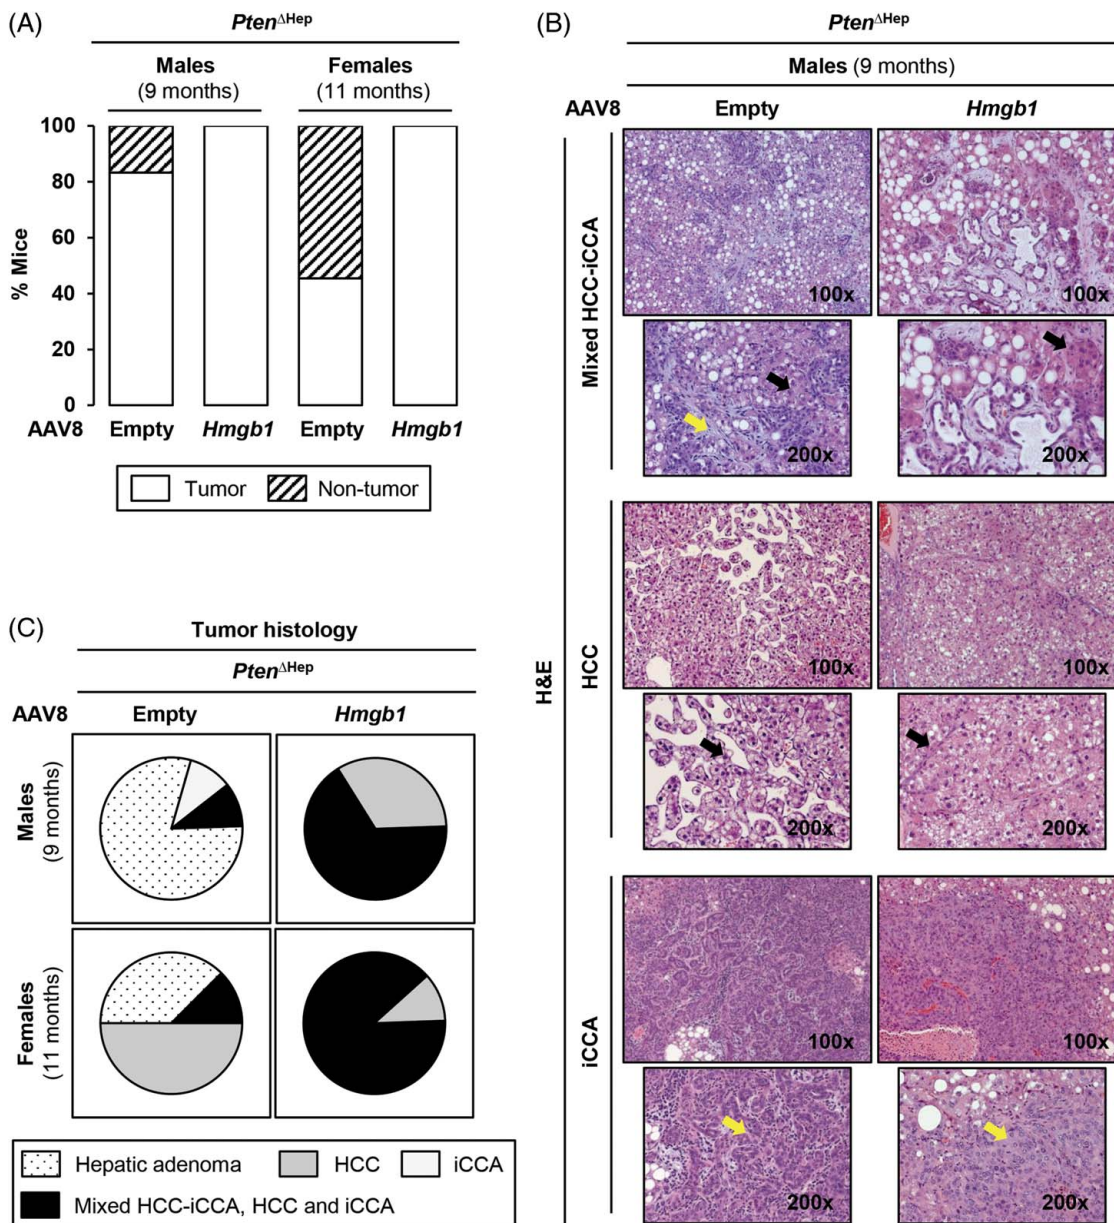 (A)
Pten^ΔHep
Males
(9 months)
Females
(11 months)
% Mice
100
80
60
40
20
0
AAV8 Empty Hmgb1 Empty Hmgb1
Tumor Non-tumor
(B)
Pten^ΔHep
Males (9 months)
AAV8 Empty Hmgb1
H&E
Mixed HCC-iCCA
100x 100x
200x 200x
HCC
100x 100x
200x 200x
iCCA
100x 100x
200x 200x
(C)
Tumor histology
Pten^ΔHep
AAV8 Empty Hmgb1
Males
(9 months)
Females
(11 months)
Hepatic adenoma HCC iCCA
Mixed HCC-iCCA, HCC and iCCA